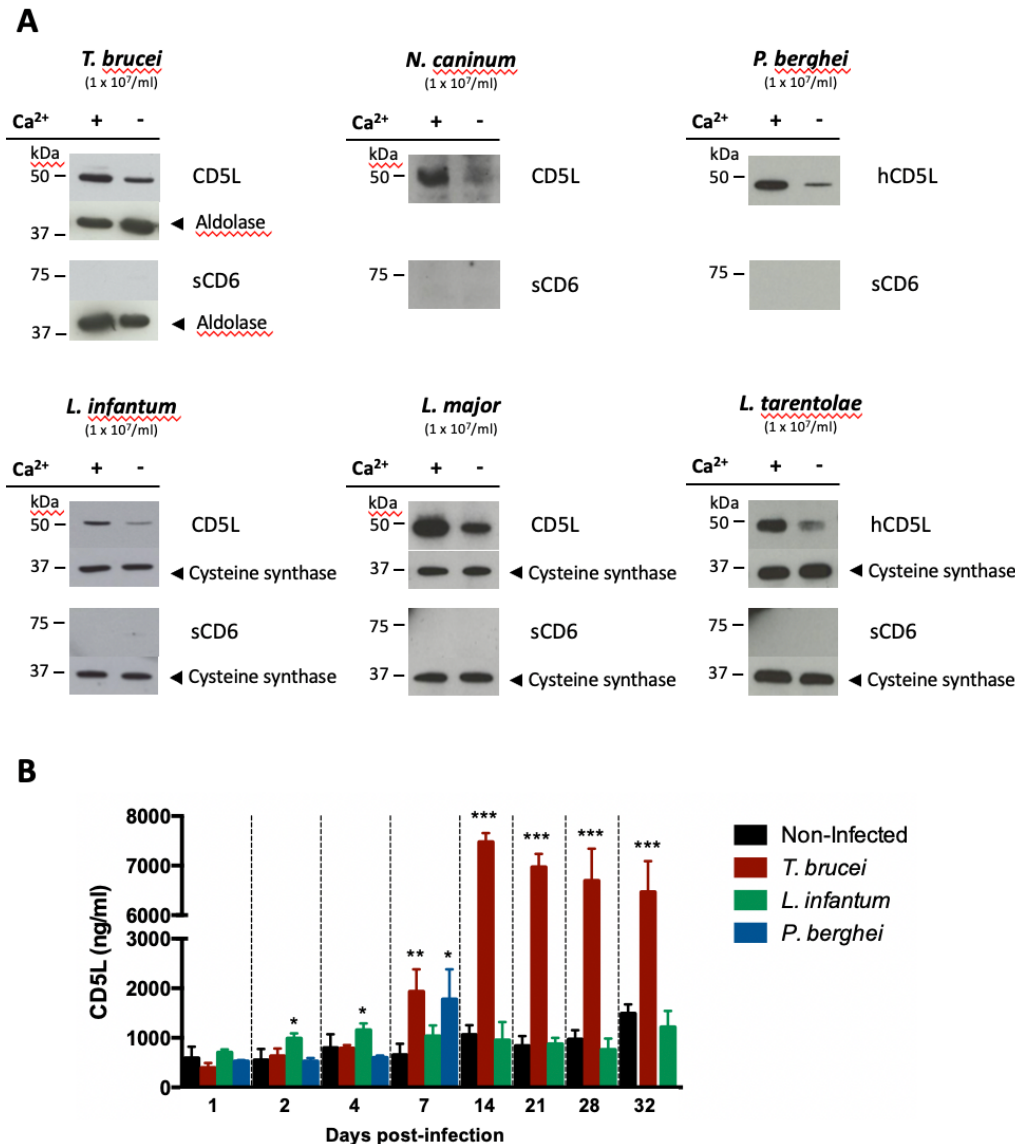 A
T. brucei
(1 x 10⁷/ml)
Ca²⁺ + -
kDa
50 CD5L
37 Aldolase
75 sCD6
37 Aldolase
N. caninum
(1 x 10⁷/ml)
Ca²⁺ + -
kDa
50 CD5L
75 sCD6
P. berghei
(1 x 10⁷/ml)
Ca²⁺ + -
kDa
50 hCD5L
75 sCD6
L. infantum
(1 x 10⁷/ml)
Ca²⁺ + -
kDa
50 CD5L
37 Cysteine synthase
75 sCD6
37 Cysteine synthase
L. major
(1 x 10⁷/ml)
Ca²⁺ + -
kDa
50 CD5L
37 Cysteine synthase
75 sCD6
37 Cysteine synthase
L. tarentolae
(1 x 10⁷/ml)
Ca²⁺ + -
kDa
50 hCD5L
37 Cysteine synthase
75 sCD6
37 Cysteine synthase
B
CD5L (ng/ml)
8000
7000
6000
3000
2000
1000
0
* * ** * *** *** *** ***
1 2 4 7 14 21 28 32
Days post-infection
Non-Infected
T. brucei
L. infantum
P. berghei